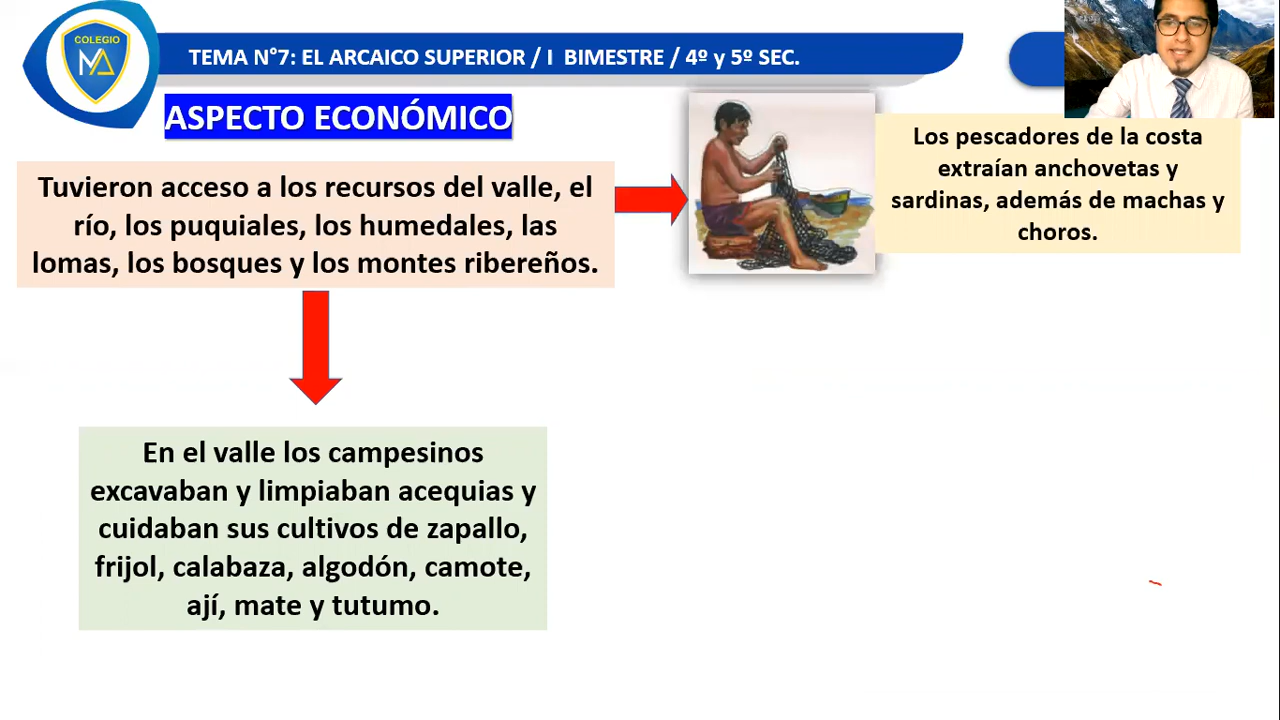 COLEGIO
TEMA N°7: EL ARCAICO SUPERIOR / I BIMESTRE / 4º y 5º SEC.
ASPECTO ECONÓMICO
Tuvieron acceso a los recursos del valle, el
río, los puquiales, los humedales, las
lomas, los bosques y los montes ribereños.
Los pescadores de la costa
extraían anchovetas y
sardinas, además de machas y
choros.
En el valle los campesinos
excavaban y limpiaban acequias y
cuidaban sus cultivos de zapallo,
frijol, calabaza, algodón, camote,
ají, mate y tutumo.